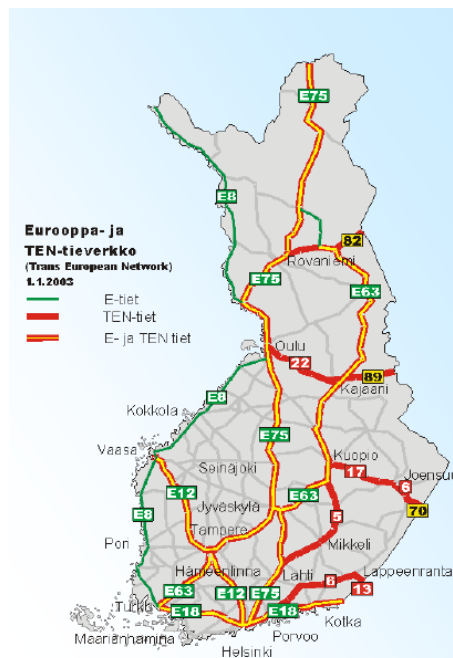 E75
E8
Eurooppa- ja
TEN-tieverkko
(Trans European Network)
1.1.2003
E-tiet
TEN-tiet
E- ja TEN tiet
82
Rovaniemi
E75
E63
Oulu
22
89
Kajaani
E8
Kokkola
Vaasa
E75
Seinäjoki
Kuopio
17
Joensuu
6
70
E12
E63
Jyväskylä
E8
5
Tampere
Pori
Mikkeli
Hämeenlinna
Lahti
Lappeenranta
6
13
E63
E12
E75
Turku
E18
E18
Kotka
Maarianhamina
Porvoo
Helsinki